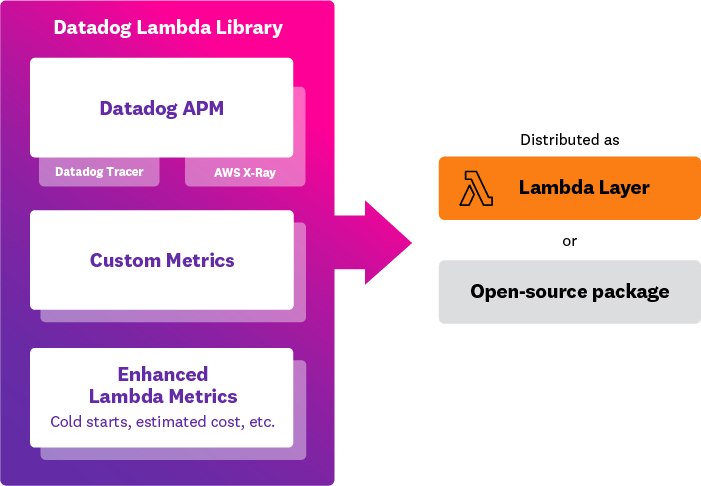 Datadog Lambda Library
Datadog APM
Datadog Tracer
AWS X-Ray
Custom Metrics
Enhanced
Lambda Metrics
Cold starts, estimated cost, etc.
Distributed as
Lambda Layer
or
Open-source package